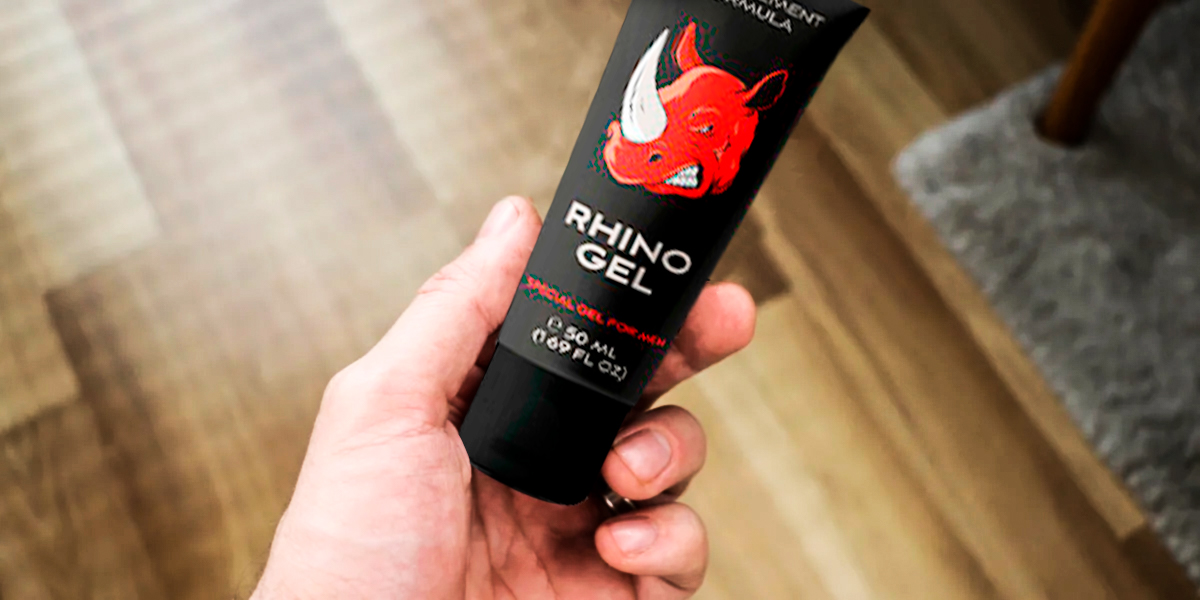 FORMULA
RHINO
GEL
SPECIAL GEL FOR MEN
50 ML
(1.69 FL OZ)